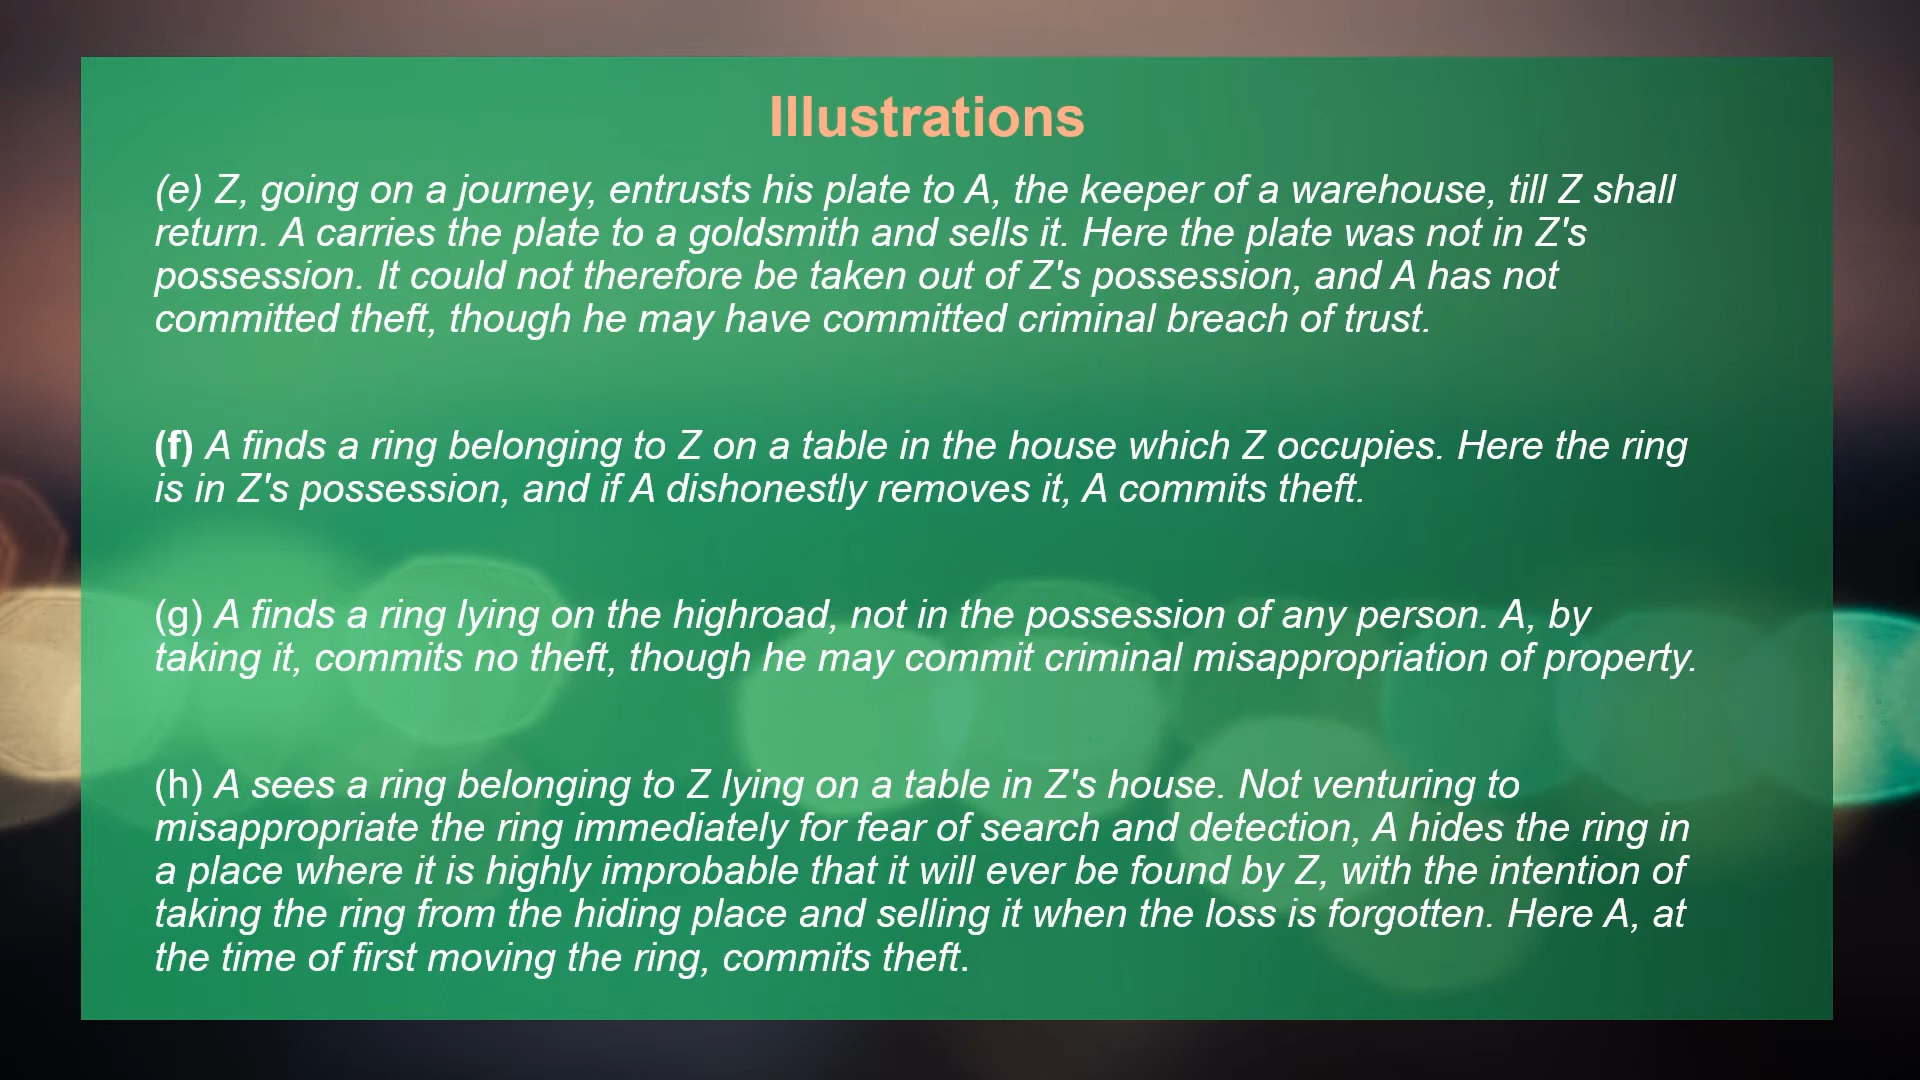 Illustrations
(e) Z, going on a journey, entrusts his plate to A, the keeper of a warehouse, till Z shall
return. A carries the plate to a goldsmith and sells it. Here the plate was not in Z's
possession. It could not therefore be taken out of Z's possession, and A has not
committed theft, though he may have committed criminal breach of trust.
(f) A finds a ring belonging to Z on a table in the house which Z occupies. Here the ring
is in Z's possession, and if A dishonestly removes it, A commits theft.
(g) A finds a ring lying on the highroad, not in the possession of any person. A, by
taking it, commits no theft, though he may commit criminal misappropriation of property.
(h) A sees a ring belonging to Z lying on a table in Z's house. Not venturing to
misappropriate the ring immediately for fear of search and detection, A hides the ring in
a place where it is highly improbable that it will ever be found by Z, with the intention of
taking the ring from the hiding place and selling it when the loss is forgotten. Here A, at
the time of first moving the ring, commits theft.